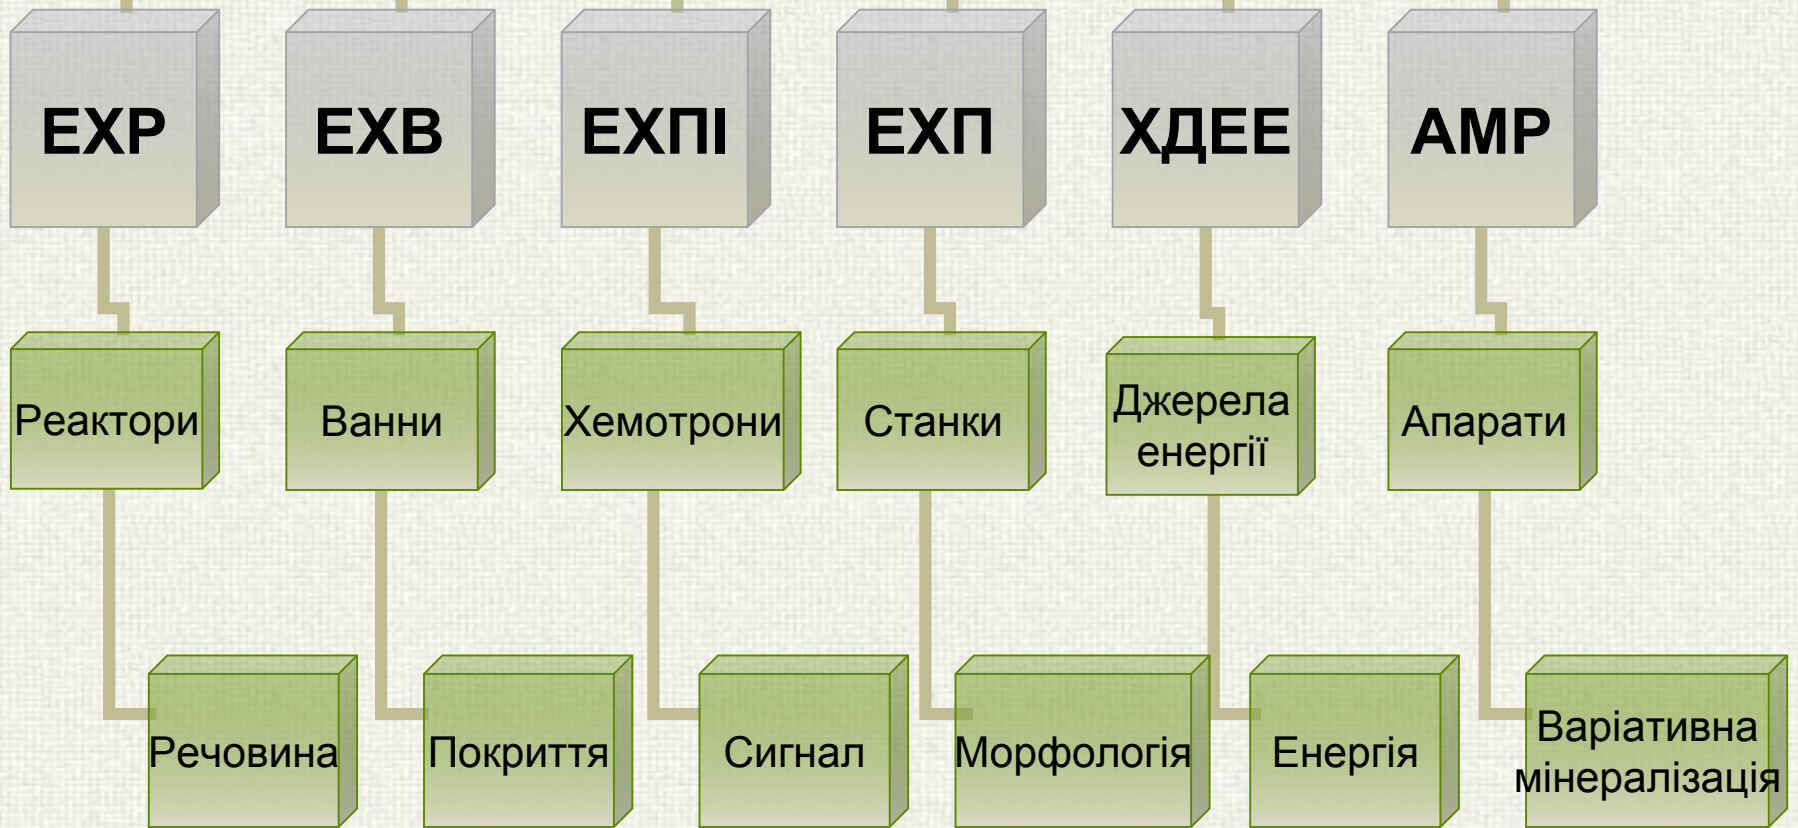 ЕХР
ЕХВ
ЕХПІ
ЕХП
ХДЕЕ
АМР
Реактори
Ванни
Хемотрони
Станки
Джерела
енергії
Апарати
Речовина
Покриття
Сигнал
Морфологія
Енергія
Варіативна
мінералізація